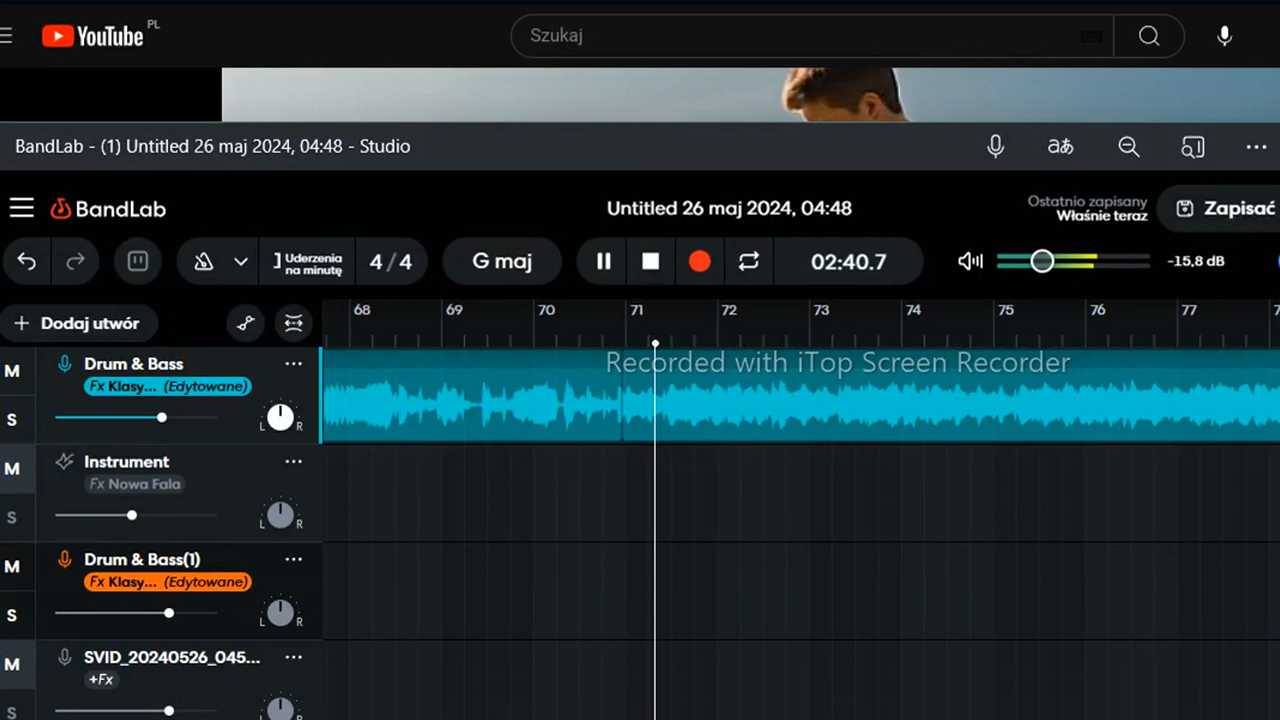 YouTube PL
Szukaj
BandLab - (1) Untitled 26 maj 2024, 04:48 - Studio
aあ
BandLab
Untitled 26 maj 2024, 04:48
Ostatnio zapisany
Właśnie teraz
Zapisać
Uderzenia
na minutę
4 / 4
G maj
02:40.7
-15,8 dB
Dodaj utwór
68 69 70 71 72 73 74 75 76 77
Recorded with iTop Screen Recorder
M
Drum & Bass
Fx Klasy... (Edytowane)
S
L R
M
Instrument
Fx Nowa Fala
S
L R
M
Drum & Bass(1)
Fx Klasy... (Edytowane)
S
L R
M
SVID_20240526_045...
+Fx
S
L R